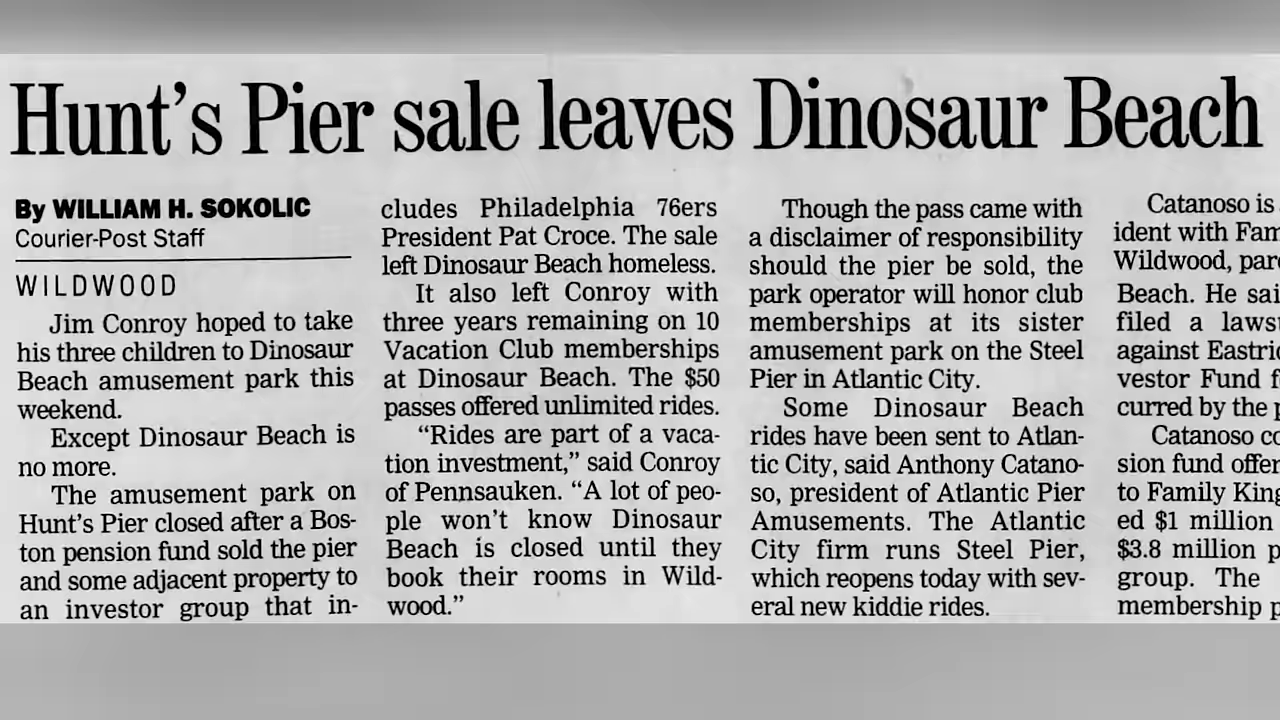 Hunt's Pier sale leaves Dinosaur Beach
By WILLIAM H. SOKOLIC
Courier-Post Staff
WILDWOOD
Jim Conroy hoped to take
his three children to Dinosaur
Beach amusement park this
weekend.
Except Dinosaur Beach is
no more.
The amusement park on
Hunt's Pier closed after a Bos-
ton pension fund sold the pier
and some adjacent property to
an investor group that in-
cludes Philadelphia 76ers
President Pat Croce. The sale
left Dinosaur Beach homeless.
It also left Conroy with
three years remaining on 10
Vacation Club memberships
at Dinosaur Beach. The $50
passes offered unlimited rides.
“Rides are part of a vaca-
tion investment,” said Conroy
of Pennsauken. “A lot of peo-
ple won't know Dinosaur
Beach is closed until they
book their rooms in Wild-
wood.”
Though the pass came with
a disclaimer of responsibility
should the pier be sold, the
park operator will honor club
memberships at its sister
amusement park on the Steel
Pier in Atlantic City.
Some Dinosaur Beach
rides have been sent to Atlan-
tic City, said Anthony Catano-
so, president of Atlantic Pier
Amusements. The Atlantic
City firm runs Steel Pier,
which reopens today with sev-
eral new kiddie rides.
Catanoso is
ident with Fam
Wildwood, pare
Beach. He sai
filed a laws
against Eastri
vestor Fund f
curred by the p
Catanoso co
sion fund offer
to Family King
ed $1 million
$3.8 million p
group. The
membership p